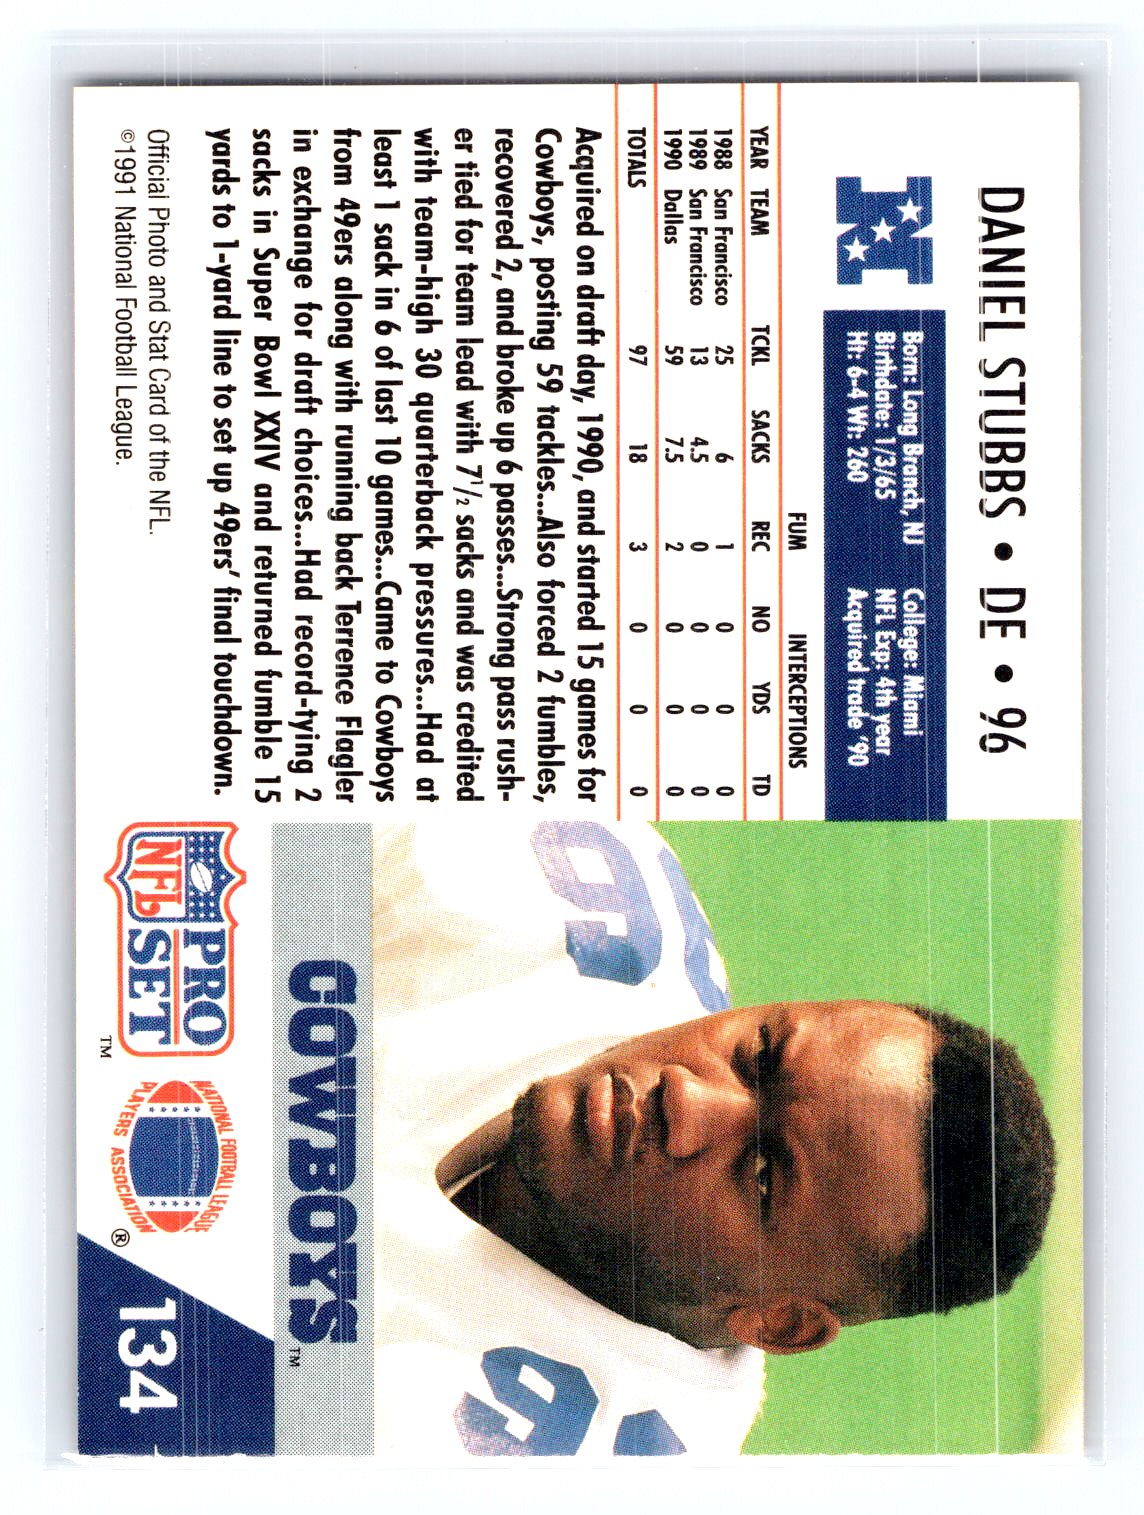 DANIEL STUBBS • DE • 96
Born: Long Branch, NJ College: Miami
Birthdate: 1/3/65 NFL Exp: 4th year
Ht: 6-4 Wt: 260 Acquired trade '90
FUM INTERCEPTIONS
YEAR TEAM TCKL SACKS REC NO YDS TD
1988 San Francisco 25 6 1 0 0 0
1989 San Francisco 13 4.5 0 0 0 0
1990 Dallas 59 7.5 2 0 0 0
TOTALS 97 18 3 0 0 0
Acquired on draft day, 1990, and started 15 games for
Cowboys, posting 59 tackles...Also forced 2 fumbles,
recovered 2, and broke up 6 passes...Strong pass rush-
er tied for team lead with 7 1/2 sacks and was credited
with team-high 30 quarterback pressures...Had at
least 1 sack in 6 of last 10 games...Came to Cowboys
from 49ers along with running back Terrence Flagler
in exchange for draft choices...Had record-tying 2
sacks in Super Bowl XXIV and returned fumble 15
yards to 1-yard line to set up 49ers' final touchdown.
Official Photo and Stat Card of the NFL.
©1991 National Football League.
96
96
COWBOYS™
NFL PRO SET™
NATIONAL FOOTBALL LEAGUE
PLAYERS ASSOCIATION®
134